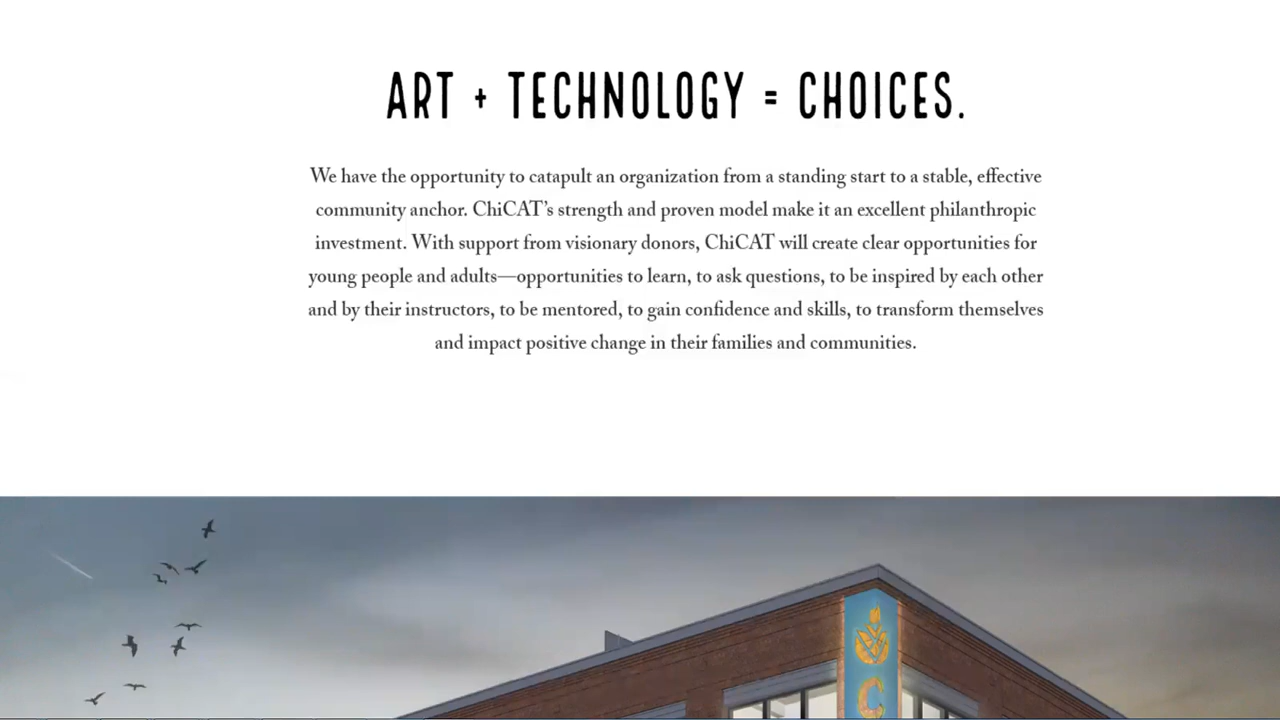 ART + TECHNOLOGY = CHOICES.
We have the opportunity to catapult an organization from a standing start to a stable, effective
community anchor. ChiCAT’s strength and proven model make it an excellent philanthropic
investment. With support from visionary donors, ChiCAT will create clear opportunities for
young people and adults—opportunities to learn, to ask questions, to be inspired by each other
and by their instructors, to be mentored, to gain confidence and skills, to transform themselves
and impact positive change in their families and communities.
C